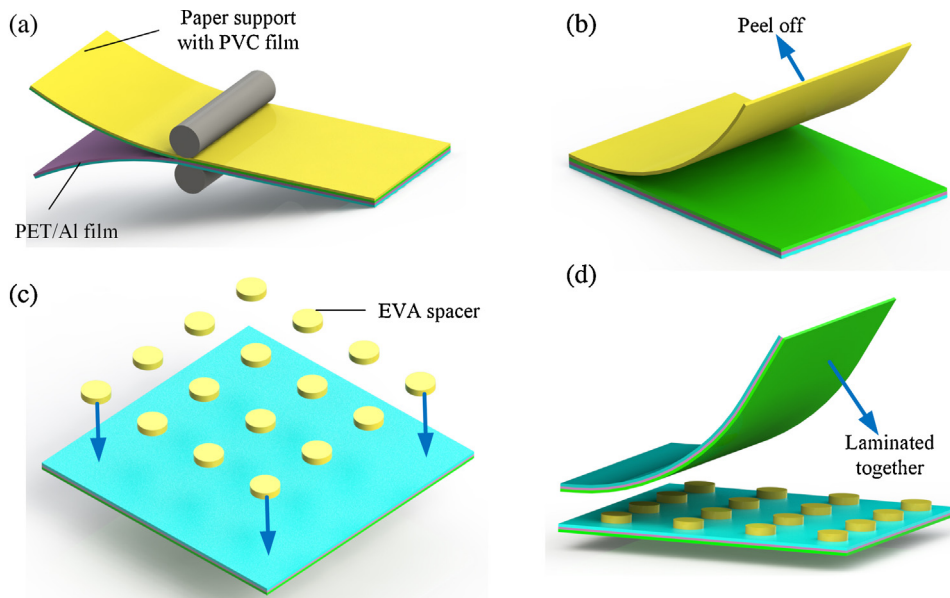 (a)
Paper support
with PVC film
PET/Al film
(b)
Peel off
(c)
EVA spacer
(d)
Laminated
together